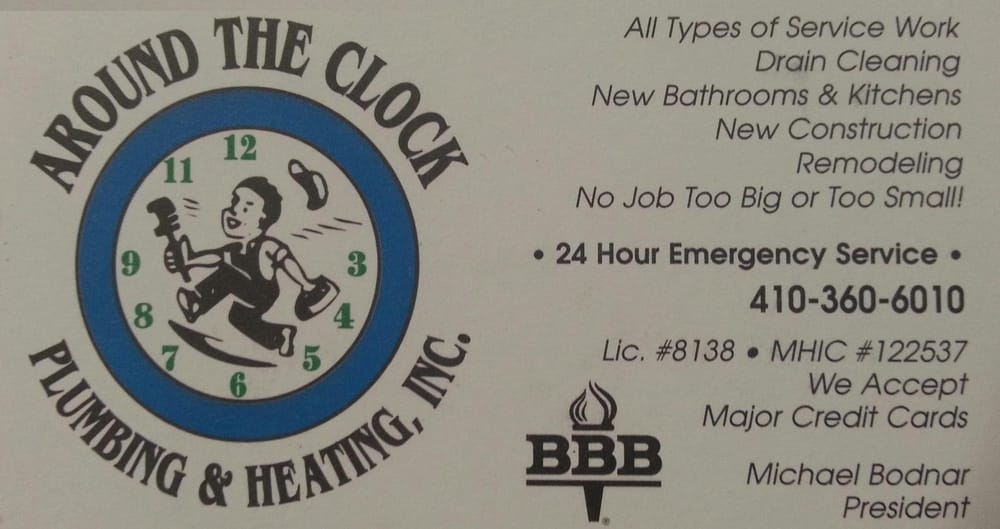 AROUND THE CLOCK
12
11
9
3
8
4
7
5
6
PLUMBING & HEATING, INC.
All Types of Service Work
Drain Cleaning
New Bathrooms & Kitchens
New Construction
Remodeling
No Job Too Big or Too Small!
• 24 Hour Emergency Service •
410-360-6010
Lic. #8138 • MHIC #122537
We Accept
Major Credit Cards
BBB
®
Michael Bodnar
President